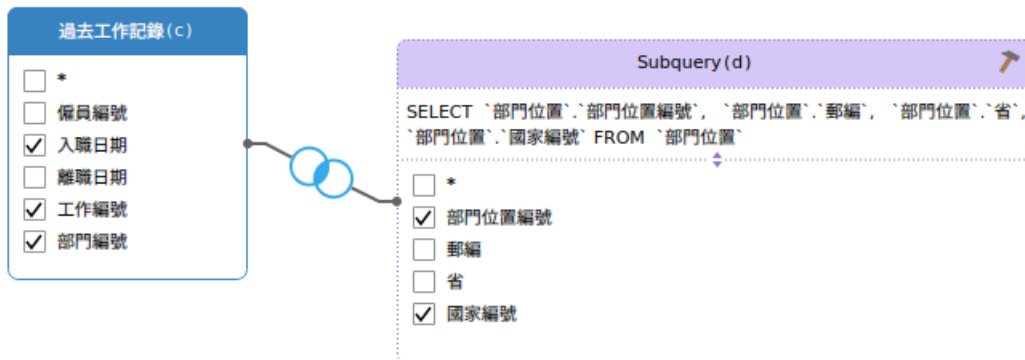 過去工作記錄(c)
*
僱員編號
入職日期
離職日期
工作編號
部門編號
Subquery(d)
SELECT `部門位置`.`部門位置編號`, `部門位置`.`郵編`, `部門位置`.`省`,
`部門位置`.`國家編號` FROM `部門位置`
*
部門位置編號
郵編
省
國家編號